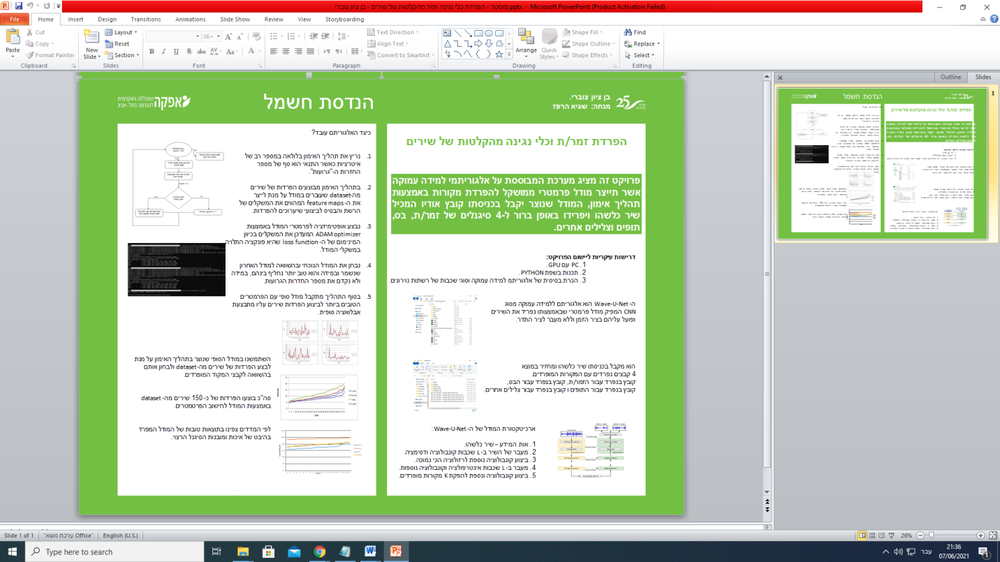 פוסטר - הפרדת כלי נגינה וזמר מהקלטות של שירים - בן ציון צוברי.pptx - Microsoft PowerPoint (Product Activation Failed)
File Home Insert Design Transitions Animations Slide Show Review View Storyboarding
Paste
Cut
Copy
Format Painter
Clipboard
New Slide
Layout
Reset
Section
Slides
36
Font
Text Direction
Align Text
Convert to SmartArt
Paragraph
Arrange
Quick Styles
Shape Fill
Shape Outline
Shape Effects
Drawing
Find
Replace
Select
Editing
Outline Slides
1
בן ציון צוברי.
מנחה: שגיא הרפז
25
הנדסת חשמל
אפקה
המכללה האקדמית
להנדסה בתל-אביב
הפרדת זמר/ת וכלי נגינה מהקלטות של שירים
פרויקט זה מציג מערכת המבוססת על אלגוריתמי למידה עמוקה
אשר תייצר מודל פרמטרי ממושקל להפרדת מקורות באמצעות
תהליך אימון, המודל שנוצר יקבל בכניסתו קובץ אודיו המכיל
שיר כלשהו ויפרידו באופן ברור ל-4 סיגנלים של זמר/ת, בס,
תופים וצלילים אחרים.
דרישות עיקריות ליישום הפרויקט:
1. PC עם GPU.
2. תכנות בשפת PYTHON.
3. הכרת בסיסית של אלגוריתמי למידה עמוקה וסוגי שכבות של רשתות נוירונים.
ה-Wave-U-Net הוא אלגוריתם ללמידה עמוקה מסוג
CNN המפיק מודל פרמטרי שבאמצעותו נפריד את השירים
ופועל עליהם בציר הזמן וללא מעבר לציר התדר.
הוא מקבל בכניסתו שיר כלשהו ומחזיר במוצא
4 קבצים נפרדים עם המקורות המופרדים.
קובץ בנפרד עבור הזמר/ת, קובץ בנפרד עבור הבס,
קובץ בנפרד עבור התופים וקובץ בנפרד עבור צלילים אחרים.
ארכיטקטורת המודל של ה-Wave-U-Net:
1. אות המידע – שיר כלשהו.
2. מעבר של השיר ב-L שכבות קונבולוציה ודסימציה.
3. ביצוע קונבולוציה נוספת לרזולוציה הכי נמוכה.
4. מעבר ב-L שכבות אינטרפולציה וקונבולוציה נוספות.
5. ביצוע קונבולוציה ונוספת להפקת K מקורות מופרדים.
כיצד האלגוריתם עובד?
1. נריץ את תהליך האימון בלולאה במספר רב של
איטרציות כאשר התנאי הוא סף של מספר
החזרות ה-"גרועות".
2. בתהליך האימון מבוצעים הפרדות של שירים
מה-dataset שעוברים במודל על מנת לייצר
את ה-feature maps המהווים את המשקלים של
הרשת והבסיס לביצועי שיערוכים להפרדות.
3. נבצע אופטימיזציה לפרמטרי המודל באמצעות
ADAM optimizer המעדכן את המשקלים בכיוון
המינימום של ה-loss function שהיא פונקציה התלויה
במשקלי המודל.
4. נבחן את המודל הנוכחי ובהשוואה למודל האחרון
שנשמר ובמידה והוא טוב יותר נחליף בינהם, במידה
ולא נקדם את מספר החזרות הגרועות.
5. בסוף התהליך מתקבל מודל סופי עם הפרמטרים
הטובים ביותר לביצוע הפרדות שירים עליו מתבצעת
אבלואציה סופית.
השתמשנו במודל הסופי שנוצר בתהליך האימון על מנת
לבצע הפרדות של שירים מה-dataset ולבחון אותם
בהשוואה לקבצי המקוד המופרדים.
סה"כ בוצעו הפרדות של כ-150 שירים מה-dataset
באמצעות המודל לחישוב הפרטמטרים.
לפי המדדים צפינו בתוצאות טובות של המודל המפריד
בהיבט של איכות ומובנות הסיגנל הרצוי.
Slide 1 of 1
"ערכת נושא Office"
English (U.S.)
26%
Type here to search
עבר
21:36
07/06/2021